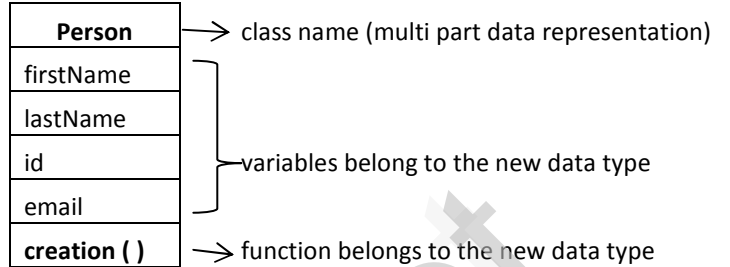 Person class name (multi part data representation)
firstName
lastName
id variables belong to the new data type
email
creation ( ) function belongs to the new data type